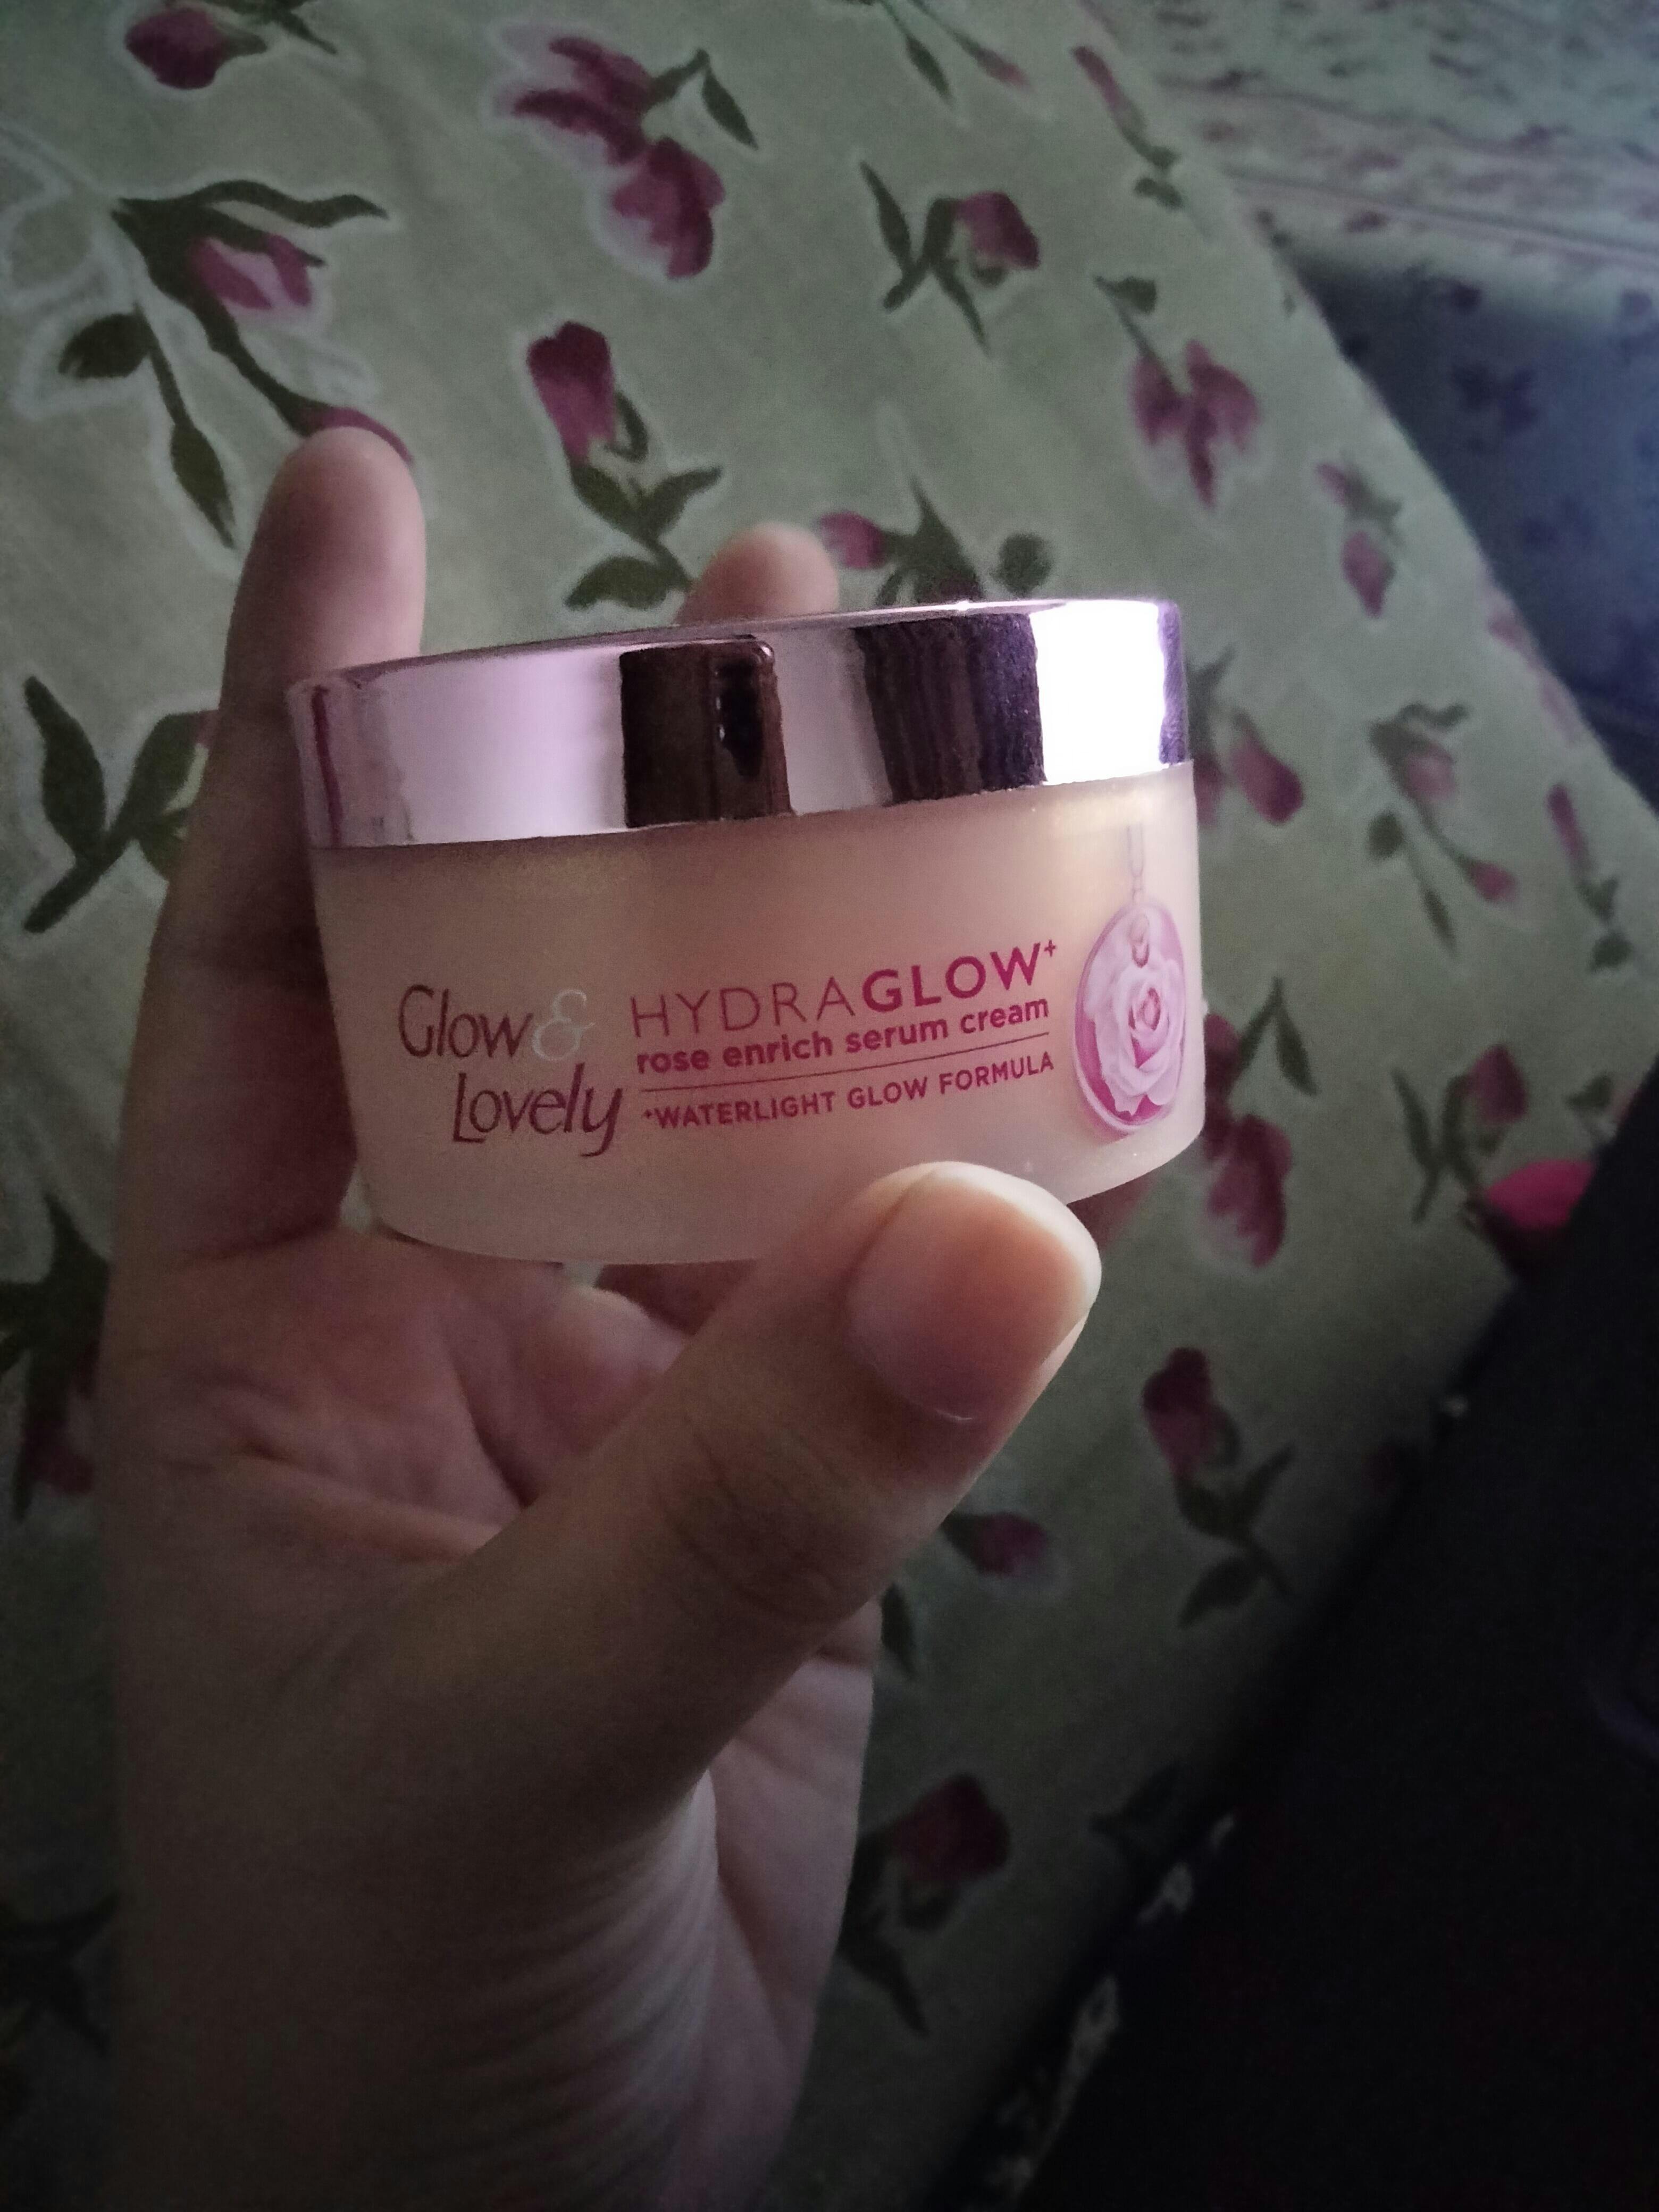 Glow &
Lovely
HYDRAGLOW+
rose enrich serum cream
+WATERLIGHT GLOW FORMULA